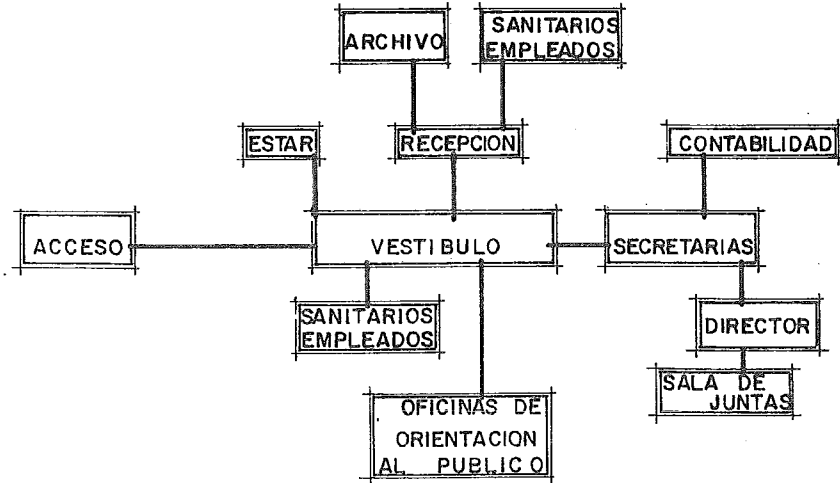 ARCHIVO
SANITARIOS
EMPLEADOS
ESTAR
RECEPCION
CONTABILIDAD
ACCESO
VESTIBULO
SECRETARIAS
SANITARIOS
EMPLEADOS
DIRECTOR
SALA DE
JUNTAS
OFICINAS DE
ORIENTACION
AL PUBLICO